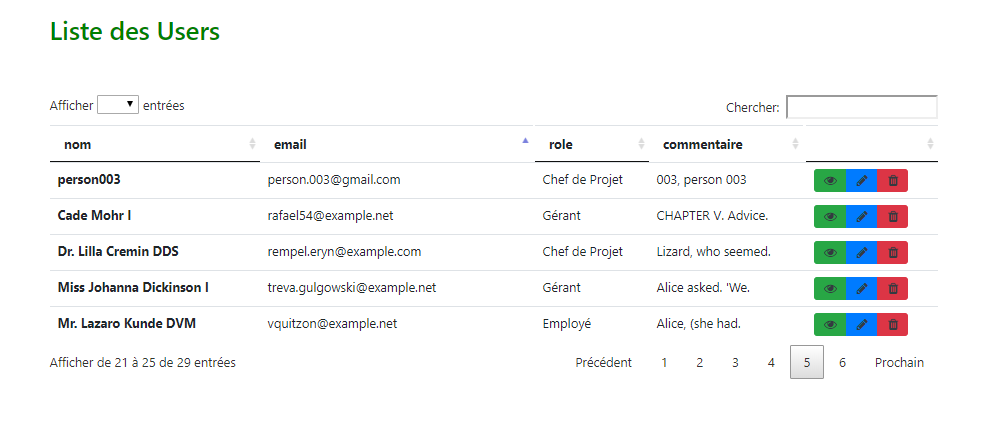 Liste des Users
Afficher entrées Chercher:
nom email role commentaire
person003 person.003@gmail.com Chef de Projet 003, person 003
Cade Mohr I rafael54@example.net Gérant CHAPTER V. Advice.
Dr. Lilla Cremin DDS rempel.eryn@example.com Chef de Projet Lizard, who seemed.
Miss Johanna Dickinson I treva.gulgowski@example.net Gérant Alice asked. 'We.
Mr. Lazaro Kunde DVM vquitzon@example.net Employé Alice, (she had.
Afficher de 21 à 25 de 29 entrées Précédent 1 2 3 4 5 6 Prochain